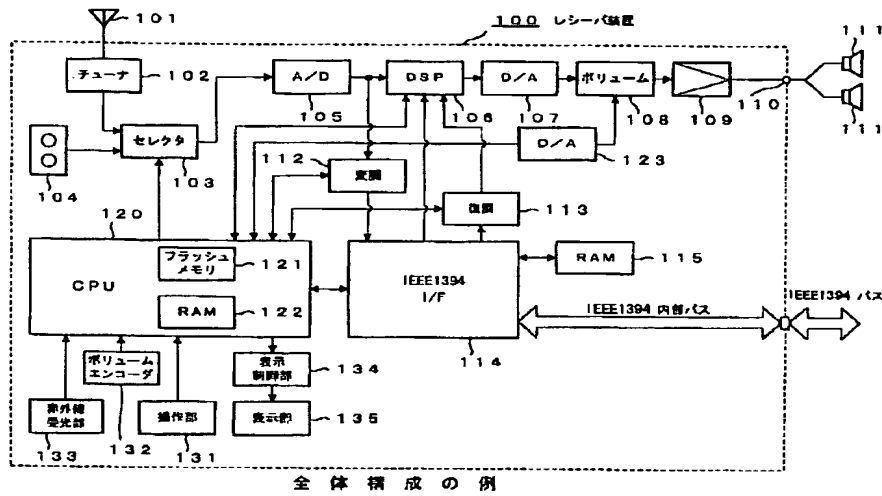 101
100 レシーバ装置
111
チューナ
102
A/D
105
DSP
106
D/A
107
ボリューム
108
109
110
111
セレクタ
103
104
112
変調
D/A
123
復調
113
120
CPU
フラッシュ
メモリ
121
RAM
122
IEEE1394
I/F
114
RAM
115
IEEE1394 内部バス
IEEE1394 バス
ボリューム
エンコーダ
132
赤外線
受光部
133
操作部
131
表示
制御部
134
表示部
135
全体構成の例